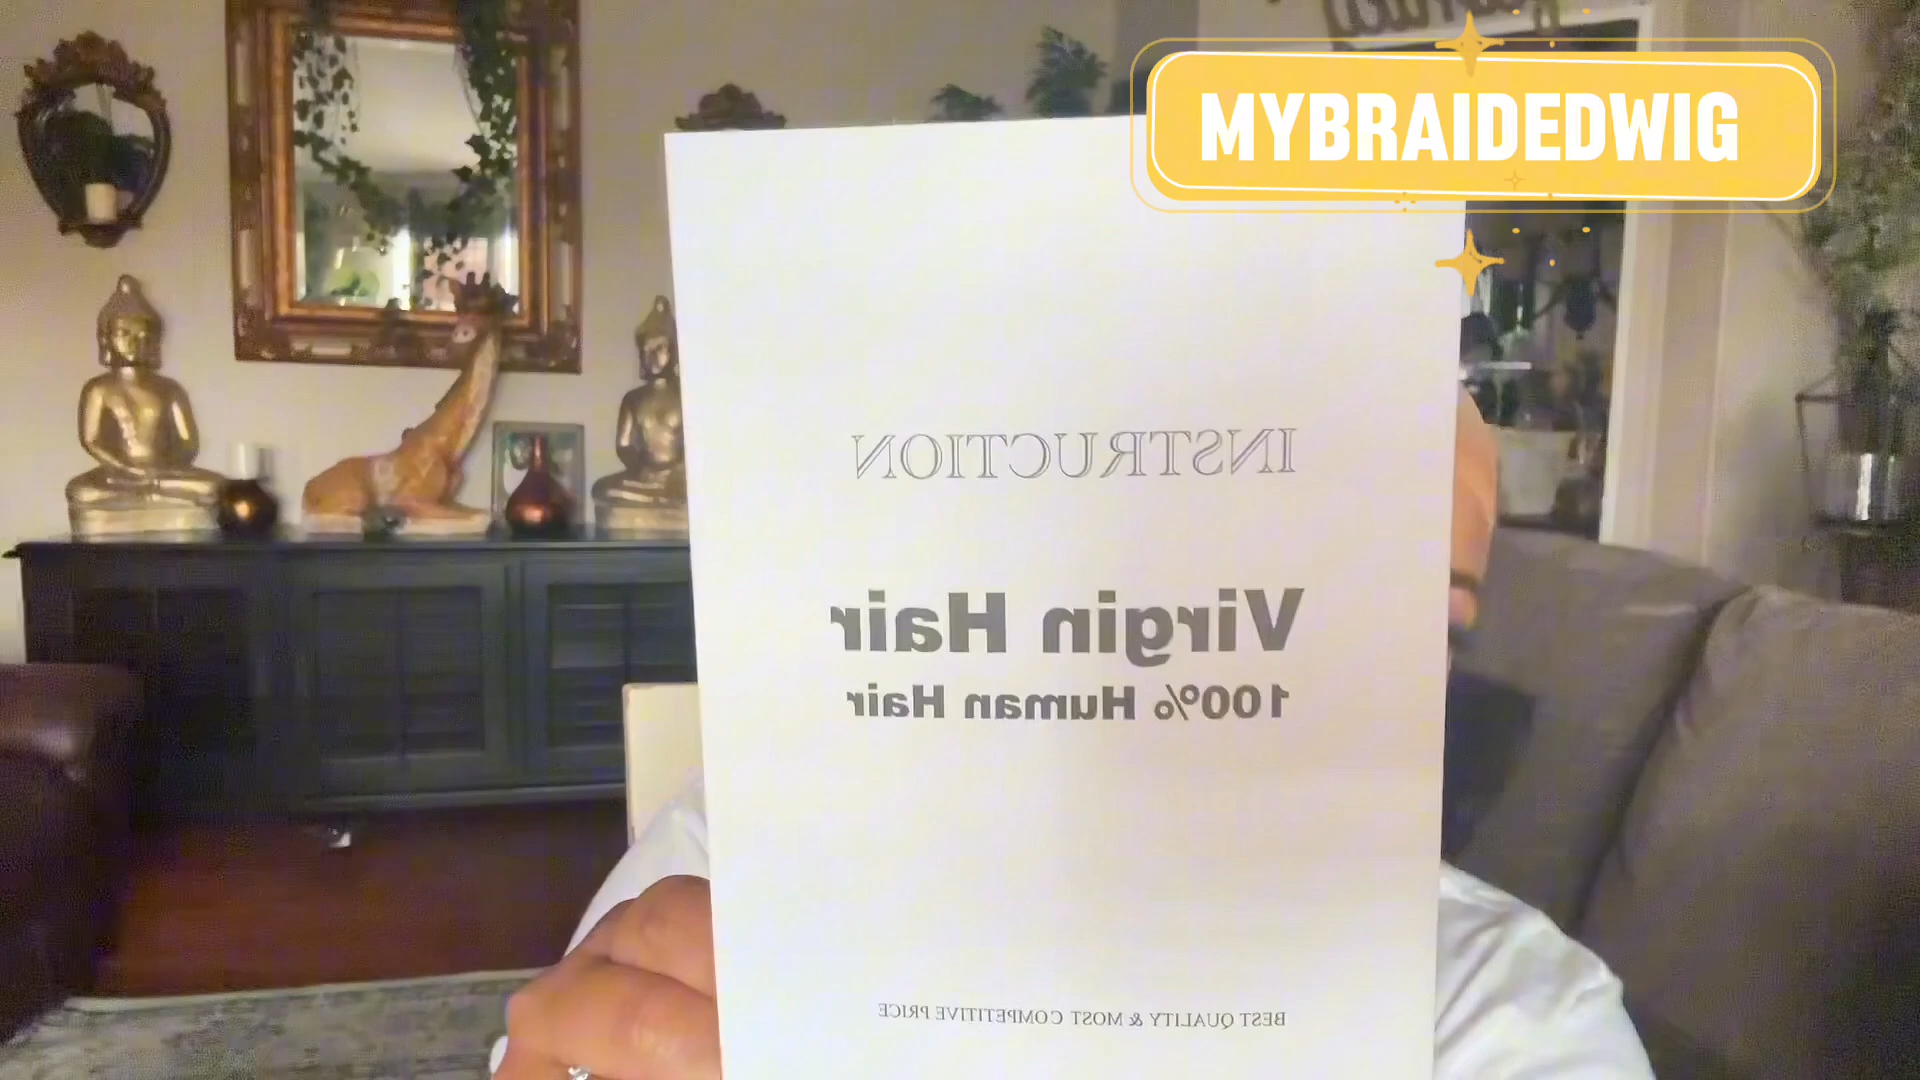 MYBRAIDEDWIG
INSTRUCTION
Virgin Hair
100% Human Hair
BEST QUALITY & MOST COMPETITIVE PRICE